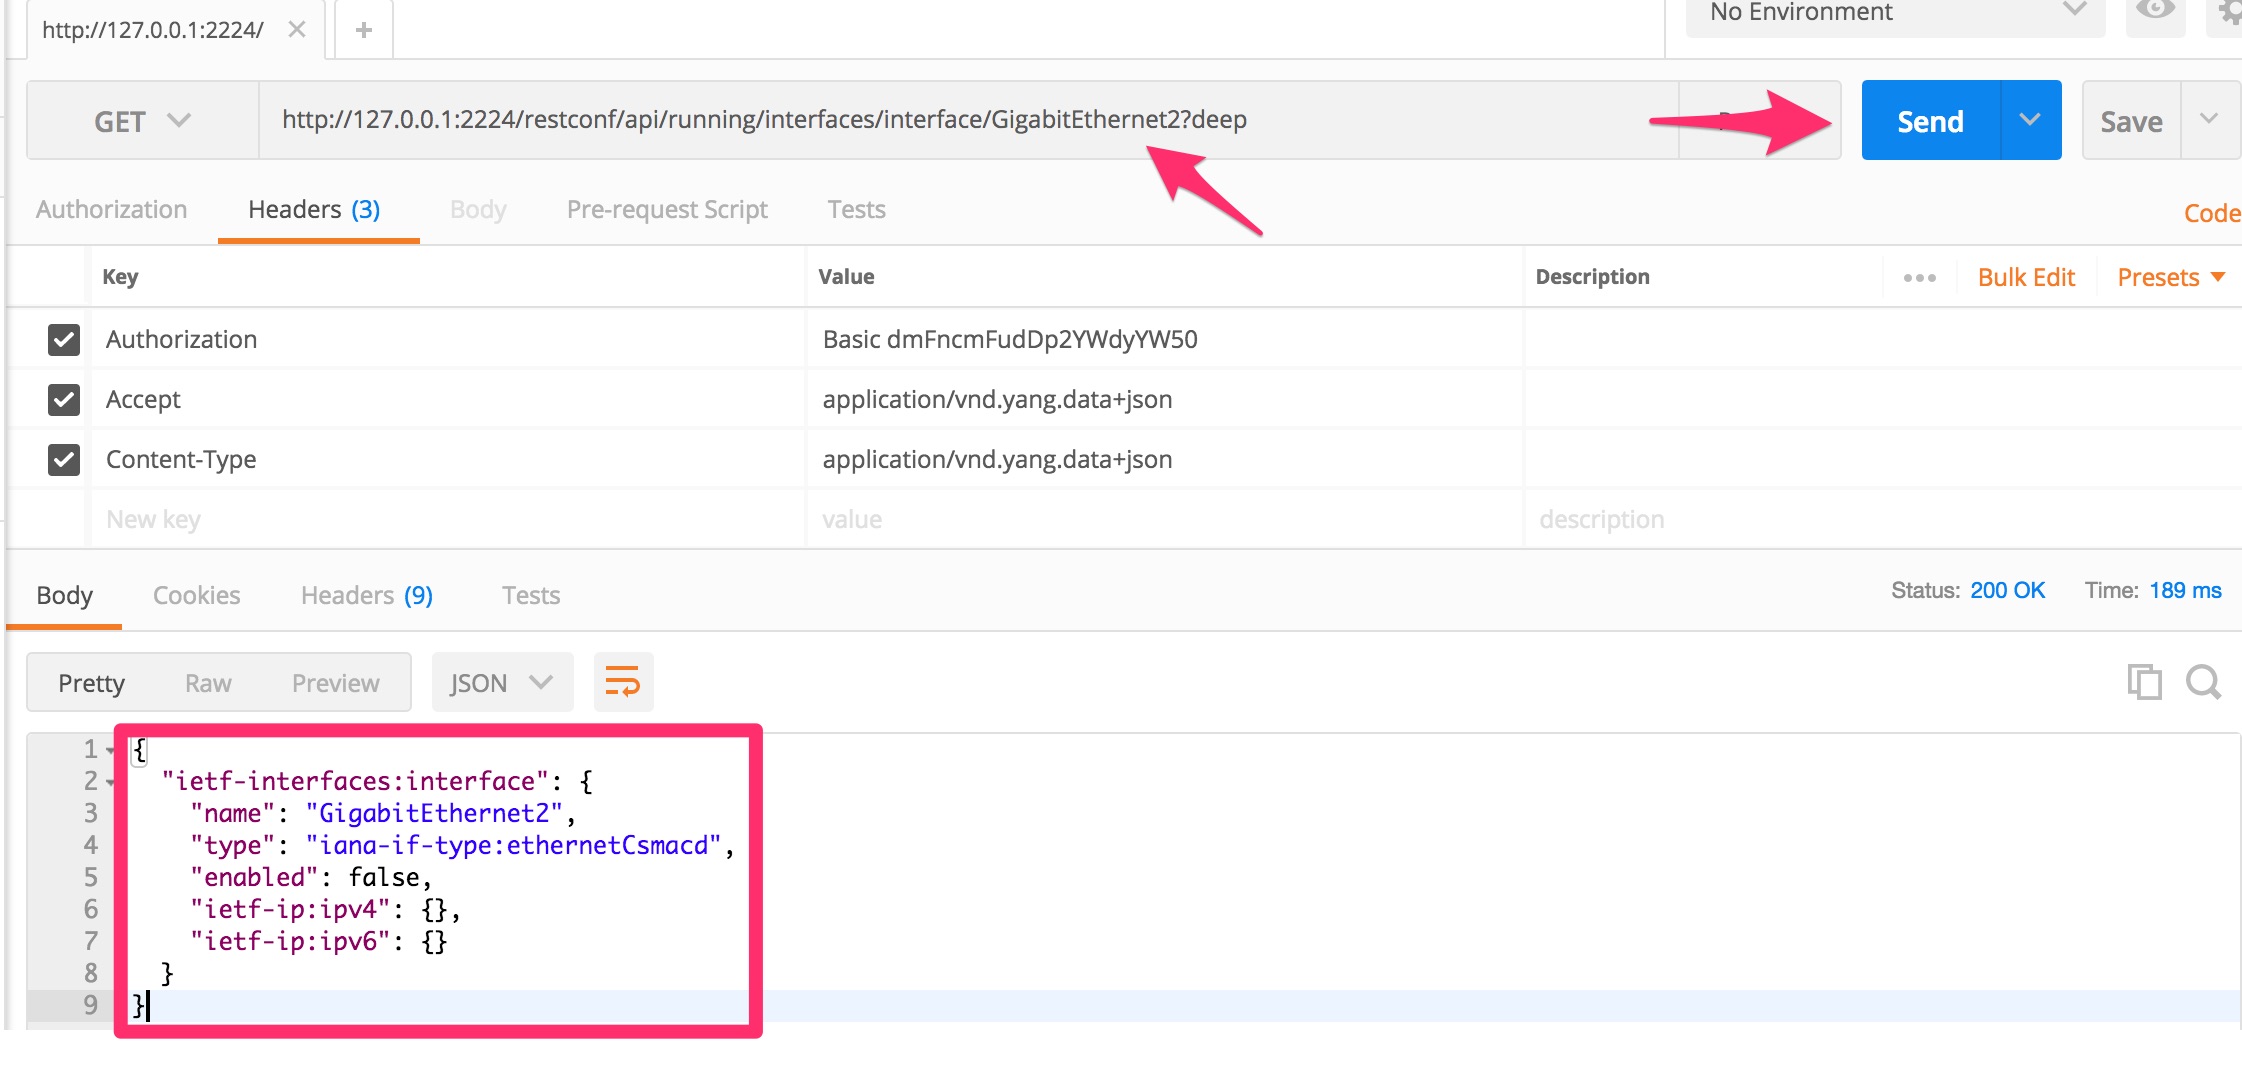 http://127.0.0.1:2224/
No Environment
GET http://127.0.0.1:2224/restconf/api/running/interfaces/interface/GigabitEthernet2?deep Send Save
Authorization Headers (3) Body Pre-request Script Tests Code
Key Value Description Bulk Edit Presets
Authorization Basic dmFncmFudDp2YWdyYW50
Accept application/vnd.yang.data+json
Content-Type application/vnd.yang.data+json
New key value description
Body Cookies Headers (9) Tests Status: 200 OK Time: 189 ms
Pretty Raw Preview JSON
1 {
2 "ietf-interfaces:interface": {
3 "name": "GigabitEthernet2",
4 "type": "iana-if-type:ethernetCsmacd",
5 "enabled": false,
6 "ietf-ip:ipv4": {},
7 "ietf-ip:ipv6": {}
8 }
9 }